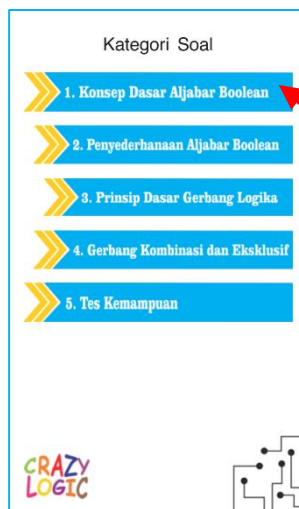 Kategori Soal
1. Konsep Dasar Aljabar Boolean
2. Penyederhanaan Aljabar Boolean
3. Prinsip Dasar Gerbang Logika
4. Gerbang Kombinasi dan Eksklusif
5. Tes Kemampuan
CRAZY
LOGIC